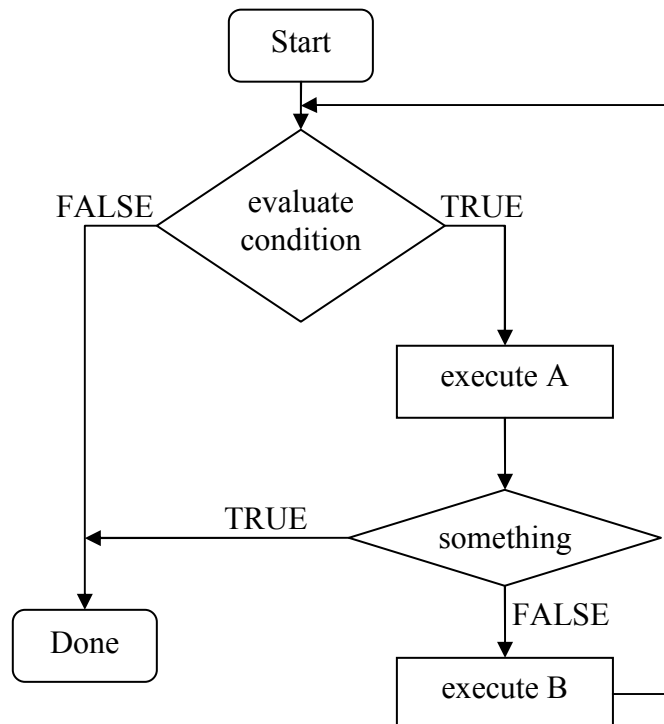 Start
FALSE
TRUE
evaluate
condition
execute A
TRUE
something
FALSE
Done
execute B